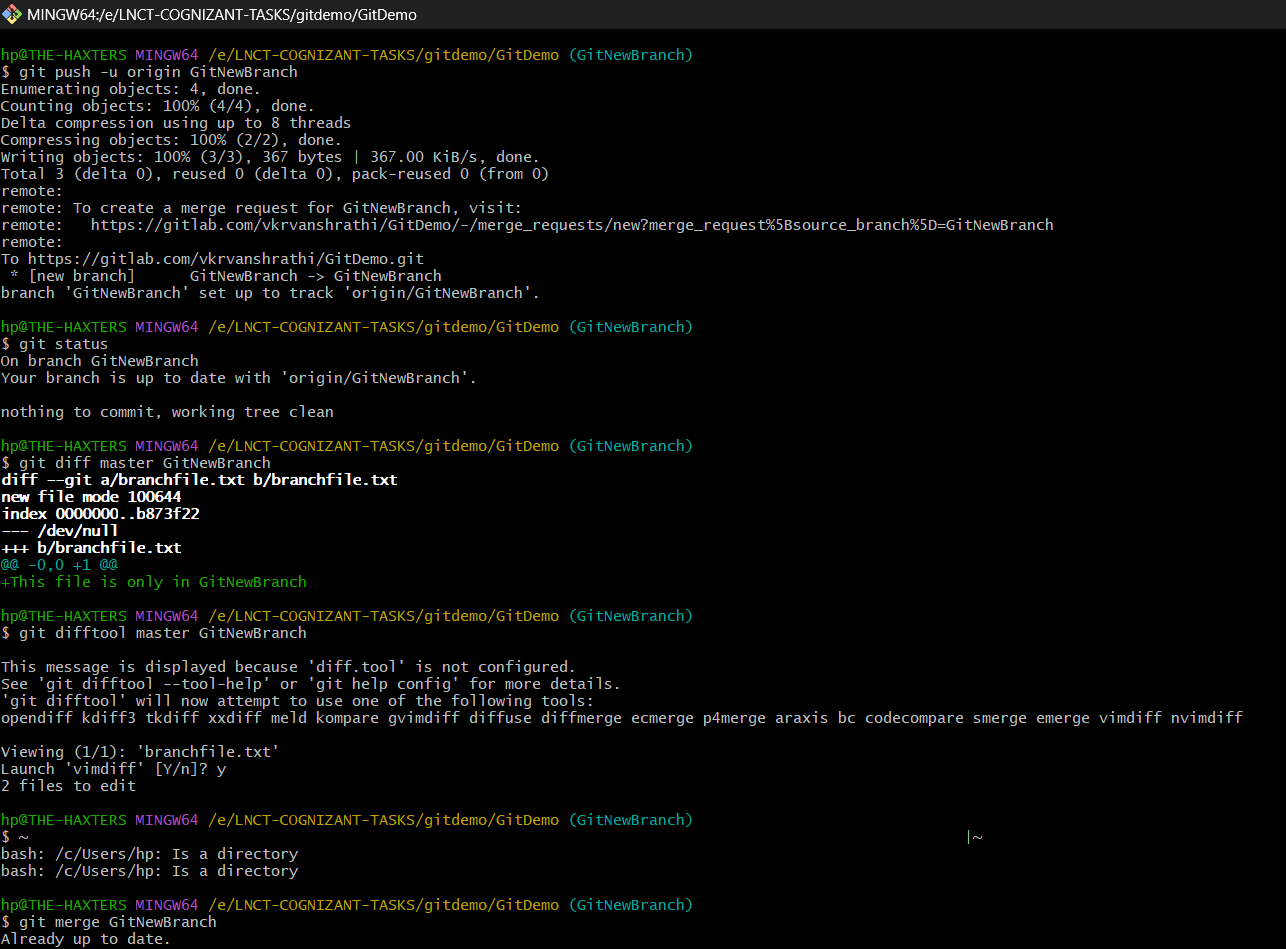 MINGW64:/e/LNCT-COGNIZANT-TASKS/gitdemo/GitDemo
hp@THE-HAXTERS MINGW64 /e/LNCT-COGNIZANT-TASKS/gitdemo/GitDemo (GitNewBranch)
$ git push -u origin GitNewBranch
Enumerating objects: 4, done.
Counting objects: 100% (4/4), done.
Delta compression using up to 8 threads
Compressing objects: 100% (2/2), done.
Writing objects: 100% (3/3), 367 bytes | 367.00 KiB/s, done.
Total 3 (delta 0), reused 0 (delta 0), pack-reused 0 (from 0)
remote:
remote: To create a merge request for GitNewBranch, visit:
remote:   https://gitlab.com/vkrvanshrathi/GitDemo/-/merge_requests/new?merge_request%5Bsource_branch%5D=GitNewBranch
remote:
To https://gitlab.com/vkrvanshrathi/GitDemo.git
 * [new branch]      GitNewBranch -> GitNewBranch
branch 'GitNewBranch' set up to track 'origin/GitNewBranch'.
hp@THE-HAXTERS MINGW64 /e/LNCT-COGNIZANT-TASKS/gitdemo/GitDemo (GitNewBranch)
$ git status
On branch GitNewBranch
Your branch is up to date with 'origin/GitNewBranch'.
nothing to commit, working tree clean
hp@THE-HAXTERS MINGW64 /e/LNCT-COGNIZANT-TASKS/gitdemo/GitDemo (GitNewBranch)
$ git diff master GitNewBranch
diff --git a/branchfile.txt b/branchfile.txt
new file mode 100644
index 0000000..b873f22
--- /dev/null
+++ b/branchfile.txt
@@ -0,0 +1 @@
+This file is only in GitNewBranch
hp@THE-HAXTERS MINGW64 /e/LNCT-COGNIZANT-TASKS/gitdemo/GitDemo (GitNewBranch)
$ git difftool master GitNewBranch
This message is displayed because 'diff.tool' is not configured.
See 'git difftool --tool-help' or 'git help config' for more details.
'git difftool' will now attempt to use one of the following tools:
opendiff kdiff3 tkdiff xxdiff meld kompare gvimdiff diffuse diffmerge ecmerge p4merge araxis bc codecompare smerge emerge vimdiff nvimdiff
Viewing (1/1): 'branchfile.txt'
Launch 'vimdiff' [Y/n]? y
2 files to edit
hp@THE-HAXTERS MINGW64 /e/LNCT-COGNIZANT-TASKS/gitdemo/GitDemo (GitNewBranch)
$ ~ |~
bash: /c/Users/hp: Is a directory
bash: /c/Users/hp: Is a directory
hp@THE-HAXTERS MINGW64 /e/LNCT-COGNIZANT-TASKS/gitdemo/GitDemo (GitNewBranch)
$ git merge GitNewBranch
Already up to date.